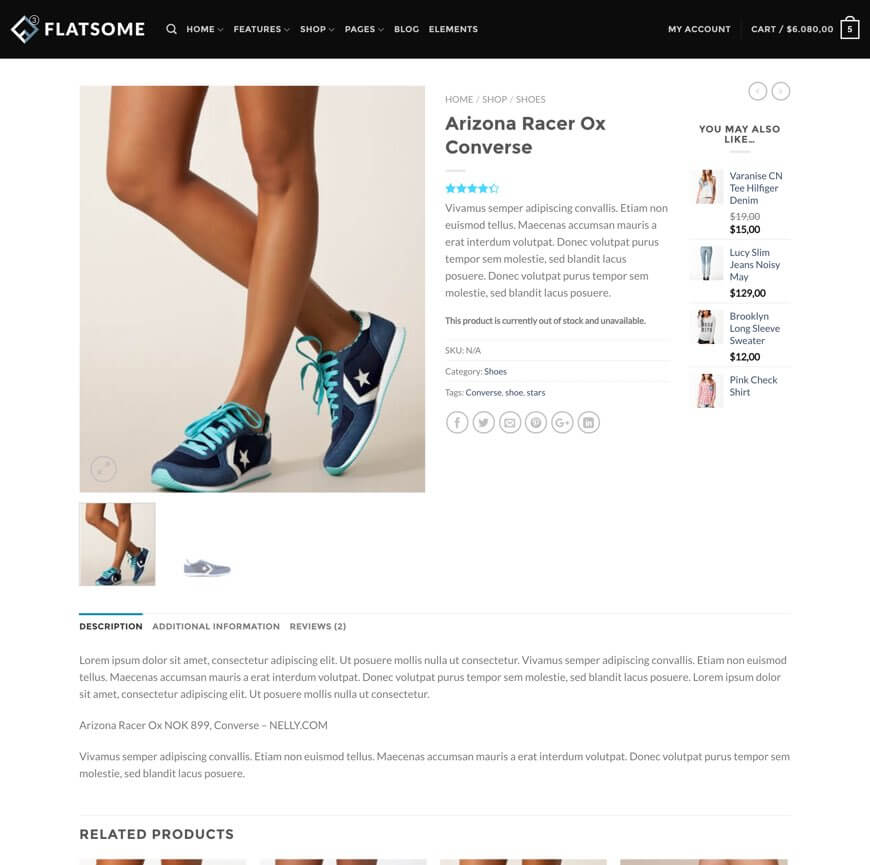 3
FLATSOME
HOME FEATURES SHOP PAGES BLOG ELEMENTS
MY ACCOUNT CART / $6.080,00 5
HOME / SHOP / SHOES
Arizona Racer Ox
Converse
Vivamus semper adipiscing convallis. Etiam non
euismod tellus. Maecenas accumsan mauris a
erat interdum volutpat. Donec volutpat purus
tempor sem molestie, sed blandit lacus
posuere. Donec volutpat purus tempor sem
molestie, sed blandit lacus posuere.
This product is currently out of stock and unavailable.
SKU: N/A
Category: Shoes
Tags: Converse, shoe, stars
YOU MAY ALSO
LIKE…
Varanise CN
Tee Hilfiger
Denim
$19,00
$15,00
Lucy Slim
Jeans Noisy
May
$129,00
Brooklyn
Long Sleeve
Sweater
$12,00
Pink Check
Shirt
DESCRIPTION ADDITIONAL INFORMATION REVIEWS (2)
Lorem ipsum dolor sit amet, consectetur adipiscing elit. Ut posuere mollis nulla ut consectetur. Vivamus semper adipiscing convallis. Etiam non euismod
tellus. Maecenas accumsan mauris a erat interdum volutpat. Donec volutpat purus tempor sem molestie, sed blandit lacus posuere. Lorem ipsum dolor
sit amet, consectetur adipiscing elit. Ut posuere mollis nulla ut consectetur.
Arizona Racer Ox NOK 899, Converse – NELLY.COM
Vivamus semper adipiscing convallis. Etiam non euismod tellus. Maecenas accumsan mauris a erat interdum volutpat. Donec volutpat purus tempor sem
molestie, sed blandit lacus posuere.
RELATED PRODUCTS